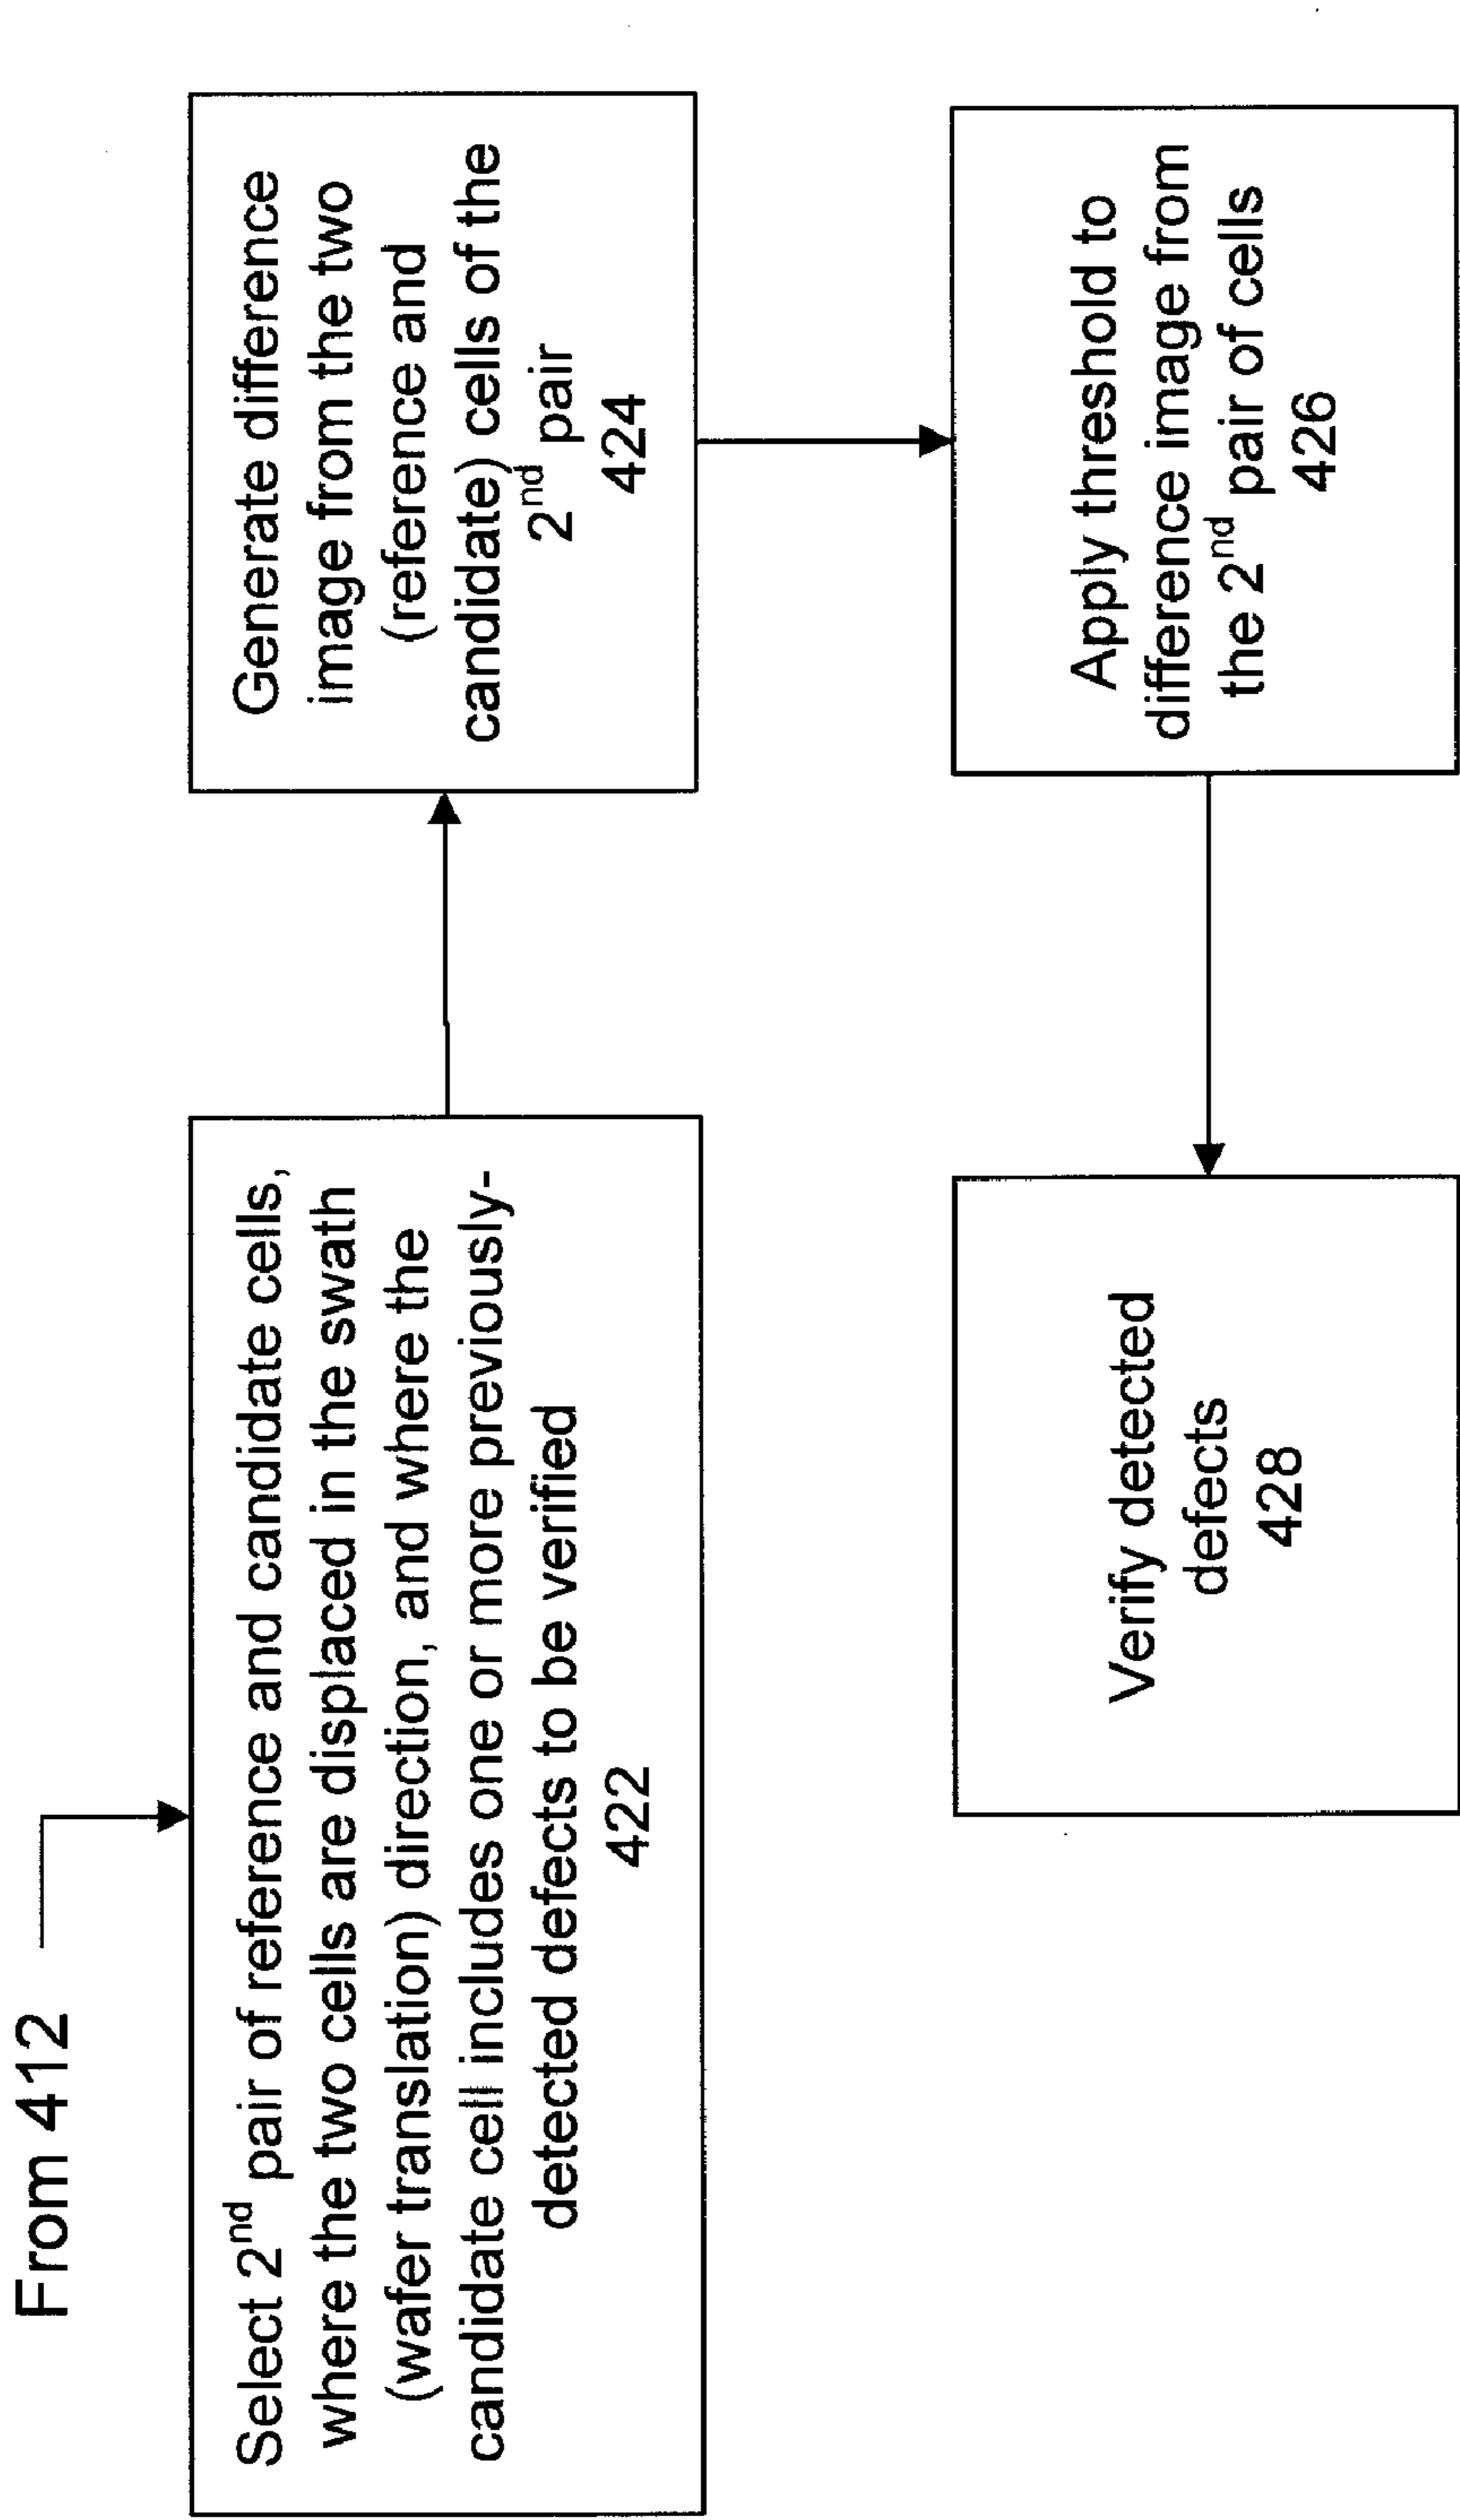 From 412
Select 2nd pair of reference and candidate cells,
where the two cells are displaced in the swath
(wafer translation) direction, and where the
candidate cell includes one or more previously-
detected defects to be verified
422
Generate difference
image from the two
(reference and
candidate) cells of the
2nd pair
424
Apply threshold to
difference image from
the 2nd pair of cells
426
Verify detected
defects
428